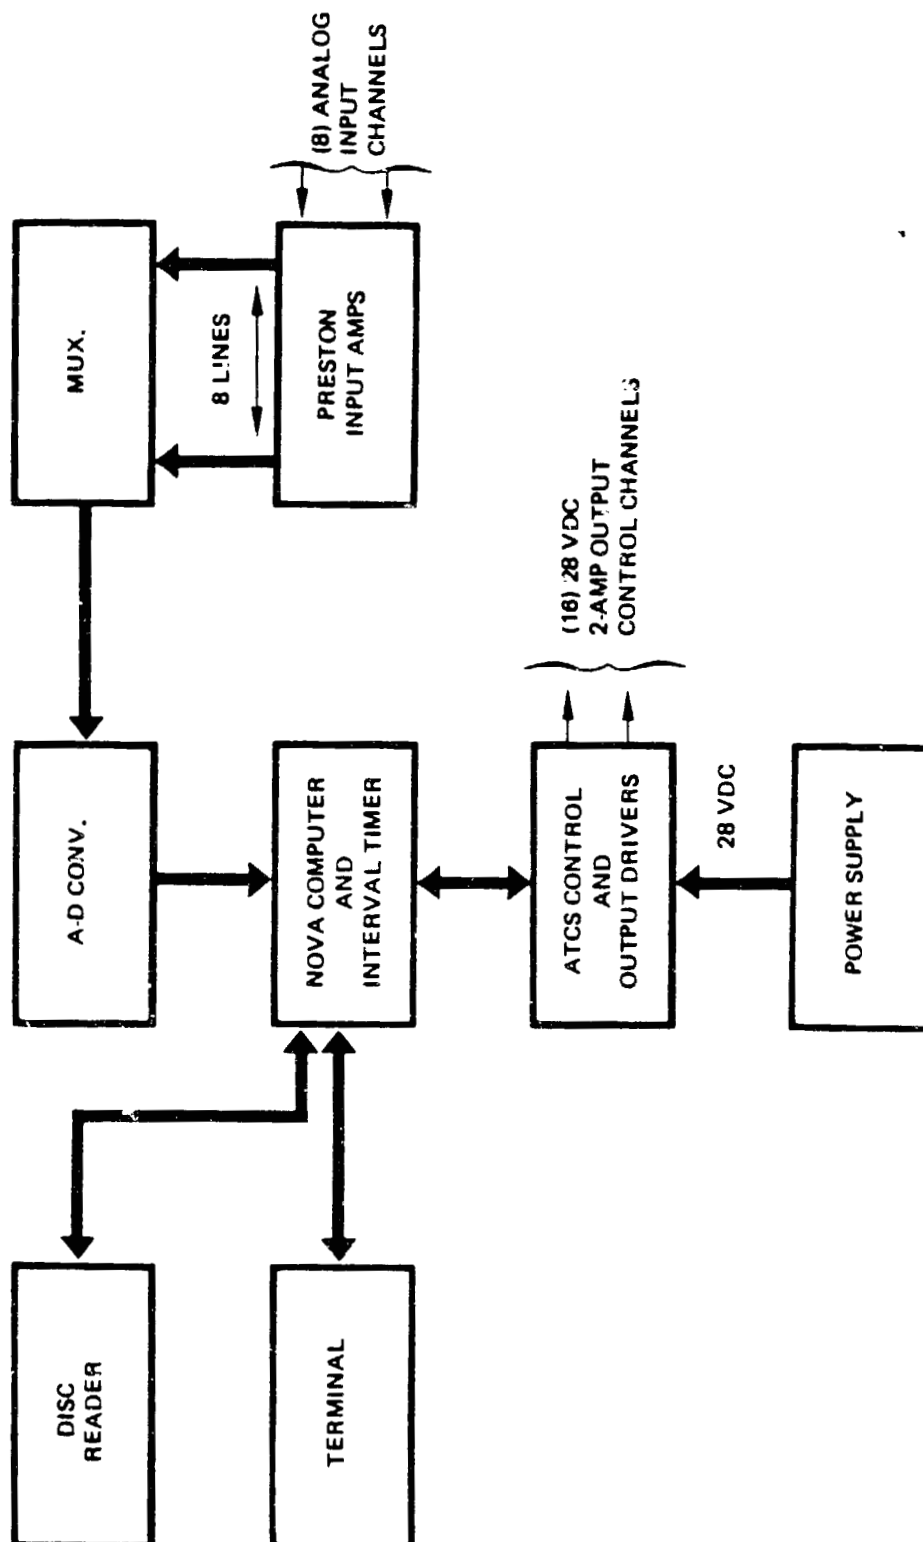 DISC
READER
A-D CONV.
MUX.
8 LINES
TERMINAL
NOVA COMPUTER
AND
INTERVAL TIMER
PRESTON
INPUT AMPS
(8) ANALOG
INPUT
CHANNELS
ATCS CONTROL
AND
OUTPUT DRIVERS
(16) 28 VDC
2-AMP OUTPUT
CONTROL CHANNELS
28 VDC
POWER SUPPLY